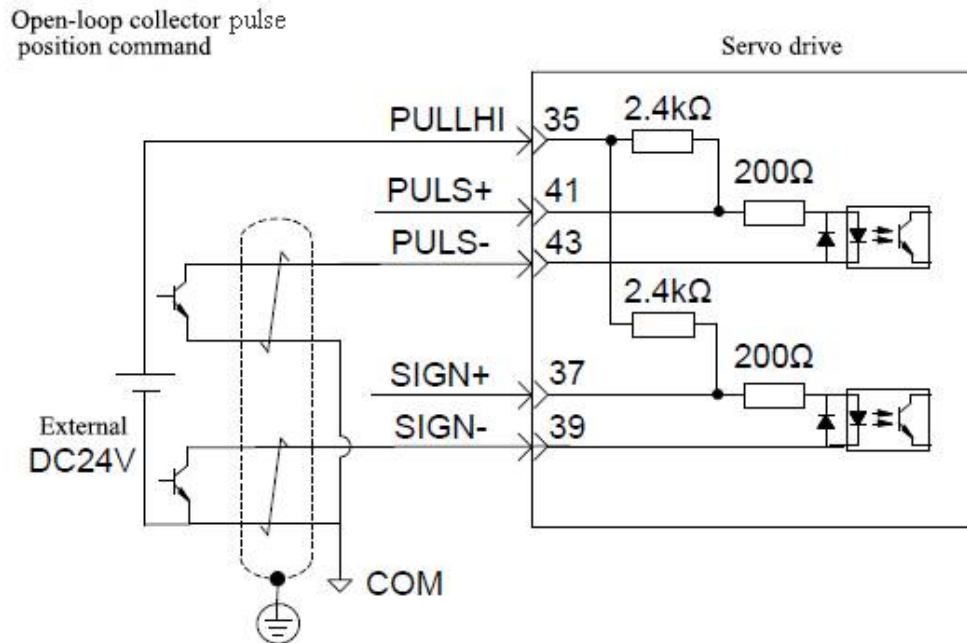 Open-loop collector pulse
position command
Servo drive
PULLHI
35
2.4kΩ
200Ω
PULS+
41
PULS-
43
2.4kΩ
200Ω
SIGN+
37
SIGN-
39
External
DC24V
COM